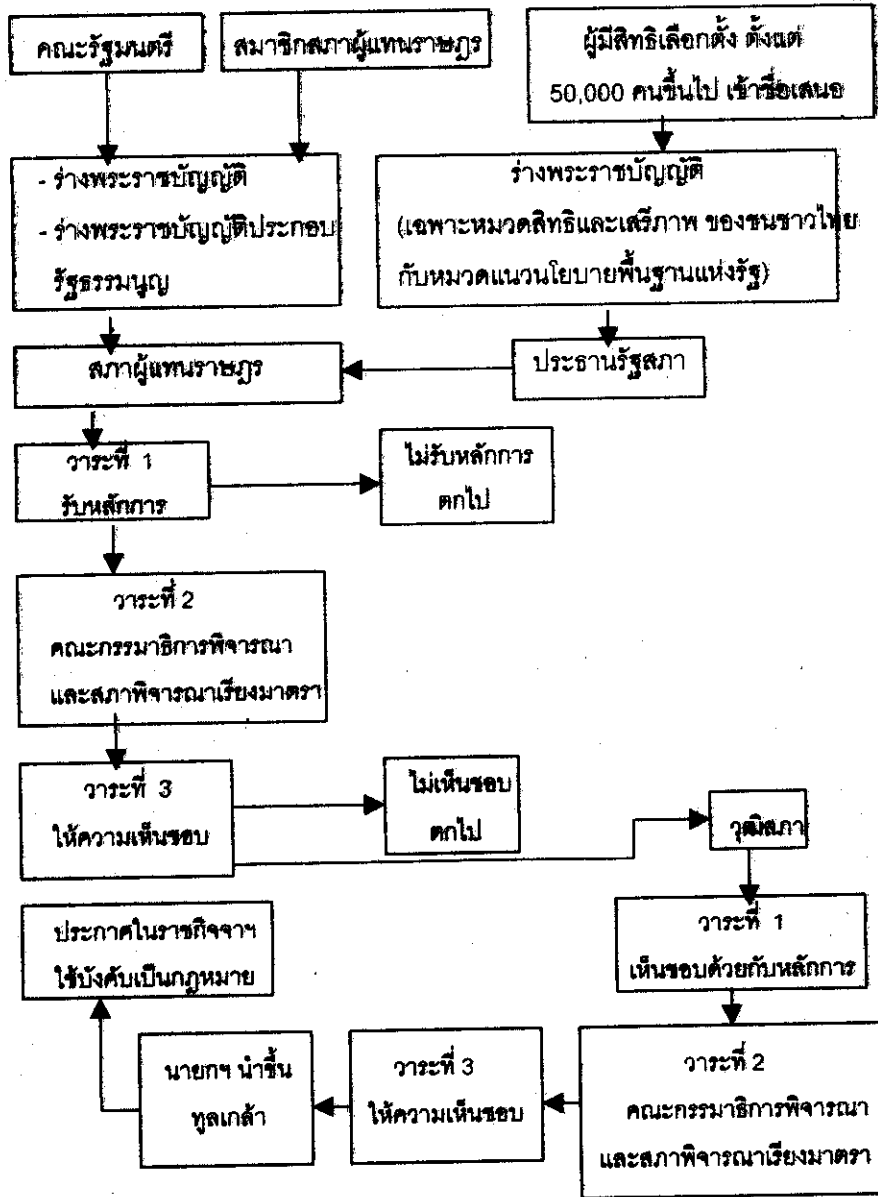 คณะรัฐมนตรี
สมาชิกสภาผู้แทนราษฎร
ผู้มีสิทธิเลือกตั้ง ตั้งแต่
50,000 คนขึ้นไป เข้าชื่อเสนอ
- ร่างพระราชบัญญัติ
- ร่างพระราชบัญญัติประกอบ
รัฐธรรมนูญ
ร่างพระราชบัญญัติ
(เฉพาะหมวดสิทธิและเสรีภาพ ของชนชาวไทย
กับหมวดแนวนโยบายพื้นฐานแห่งรัฐ)
สภาผู้แทนราษฎร
ประธานรัฐสภา
วาระที่ 1
รับหลักการ
ไม่รับหลักการ
ตกไป
วาระที่ 2
คณะกรรมาธิการพิจารณา
และสภาพิจารณาเรียงมาตรา
วาระที่ 3
ให้ความเห็นชอบ
ไม่เห็นชอบ
ตกไป
วุฒิสภา
วาระที่ 1
เห็นชอบด้วยกับหลักการ
ประกาศในราชกิจจาฯ
ใช้บังคับเป็นกฎหมาย
นายกฯ นำขึ้น
ทูลเกล้า
วาระที่ 3
ให้ความเห็นชอบ
วาระที่ 2
คณะกรรมาธิการพิจารณา
และสภาพิจารณาเรียงมาตรา